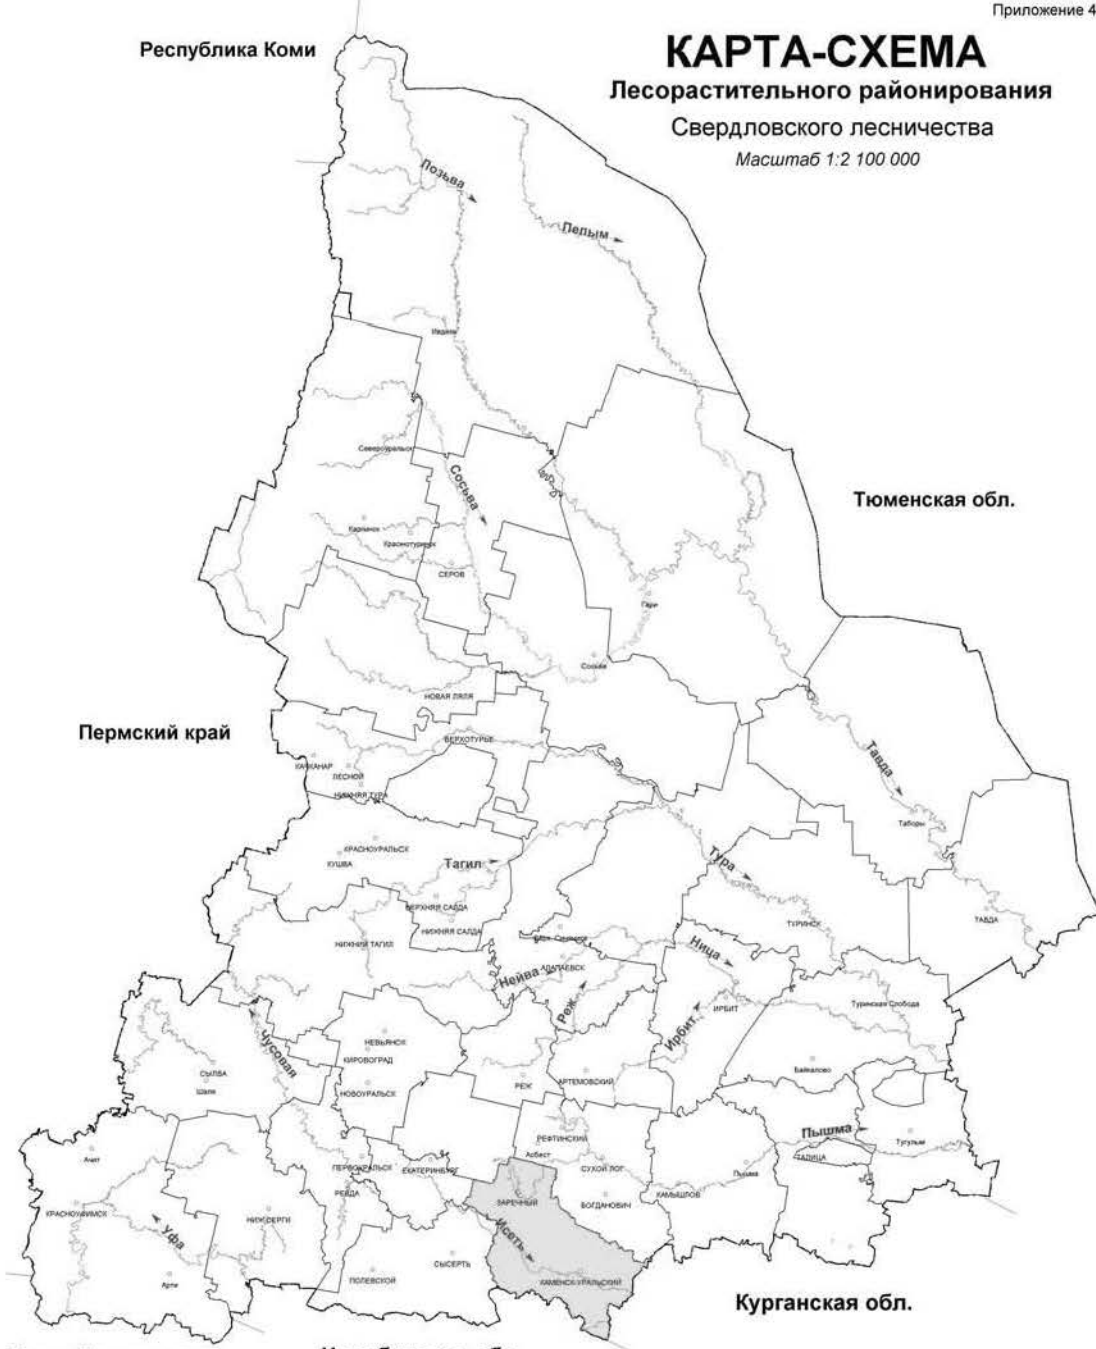 Приложение 4
КАРТА-СХЕМА
Лесорастительного районирования
Свердловского лесничества
Масштаб 1:2 100 000
Республика Коми
Лозьва
Пелым
Ивдель
Североуральск
Сосьва
Тюменская обл.
Карпинск
Краснотурьинск
СЕРОВ
Гари
Сосьва
НОВАЯ ЛЯЛЯ
Пермский край
ВЕРХОТУРЬЕ
Тавда
КАЧКАНАР
ЛЕСНОЙ
НИЖНЯЯ ТУРА
Таборы
КРАСНОУРАЛЬСК
КУШВА
Тагил
Тура
ВЕРХНЯЯ САЛДА
НИЖНЯЯ САЛДА
ТУРИНСК
ТАВДА
НИЖНИЙ ТАГИЛ
Ница
АЛАПАЕВСК
Нейва
Реж
Ирбит
ИРБИТ
Туринская Слобода
Чусовая
НЕВЬЯНСК
КИРОВОГРАД
СЫЛВА
Шаля
НОВОУРАЛЬСК
РЕЖ
АРТЕМОВСКИЙ
Байкалово
Пышма
РЕФТИНСКИЙ
Асбест
Тугулым
ТАЛИЦА
Ачит
ПЕРВОУРАЛЬСК
ЕКАТЕРИНБУРГ
СУХОЙ ЛОГ
Пышма
РЕВДА
ЗАРЕЧНЫЙ
БОГДАНОВИЧ
КАМЫШЛОВ
КРАСНОУФИМСК
Уфа
НИЖ.СЕРГИ
Исеть
СЫСЕРТЬ
Арти
ПОЛЕВСКОЙ
КАМЕНСК-УРАЛЬСКИЙ
Курганская обл.